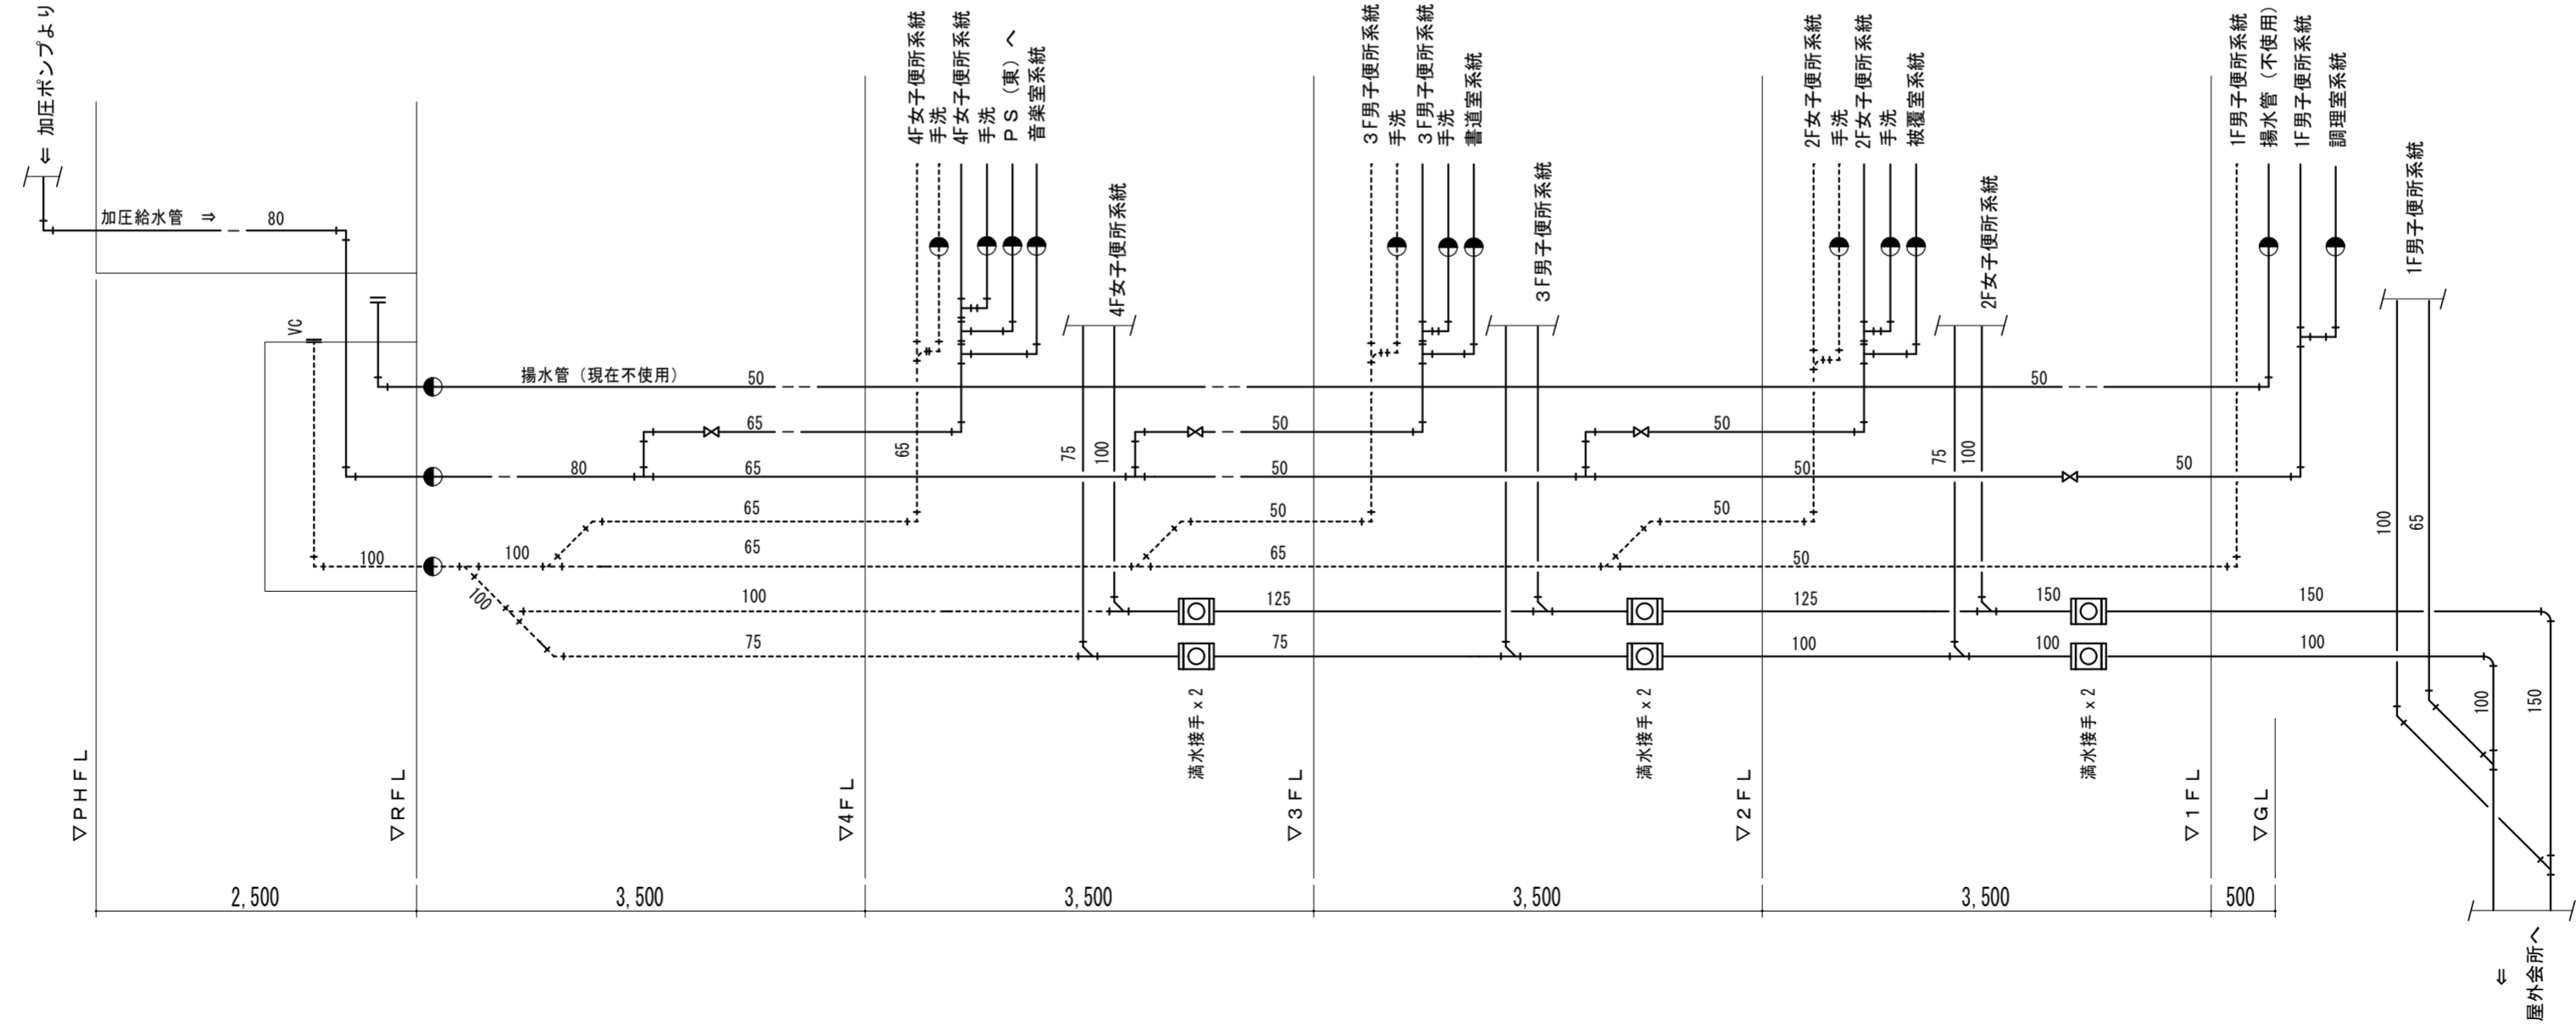 ⇐ 加圧ポンプより
加圧給水管 ⇒ 80
VC
100
揚水管（現在不使用） 50
50
80
65
65
50
50
50
50
50
65
100
65
65
50
50
65
50
100
100
125
125
150
150
75
75
100
100
100
4F女子便所系統
手洗
4F女子便所系統
手洗
ＰＳ（東）へ
音楽室系統
4F女子便所系統
75
100
３F男子便所系統
手洗
３F男子便所系統
手洗
書道室系統
３F男子便所系統
2F女子便所系統
手洗
2F女子便所系統
手洗
被覆室系統
2F女子便所系統
75
100
1F男子便所系統
揚水管（不使用）
1F男子便所系統
調理室系統
1F男子便所系統
100
65
100
150
満水接手ｘ2
満水接手ｘ2
満水接手ｘ2
▽ＰＨＦＬ
▽ＲＦＬ
▽４ＦＬ
▽３ＦＬ
▽２ＦＬ
▽１ＦＬ
▽ＧＬ
2,500
3,500
3,500
3,500
3,500
500
⇐ 屋外会所へ